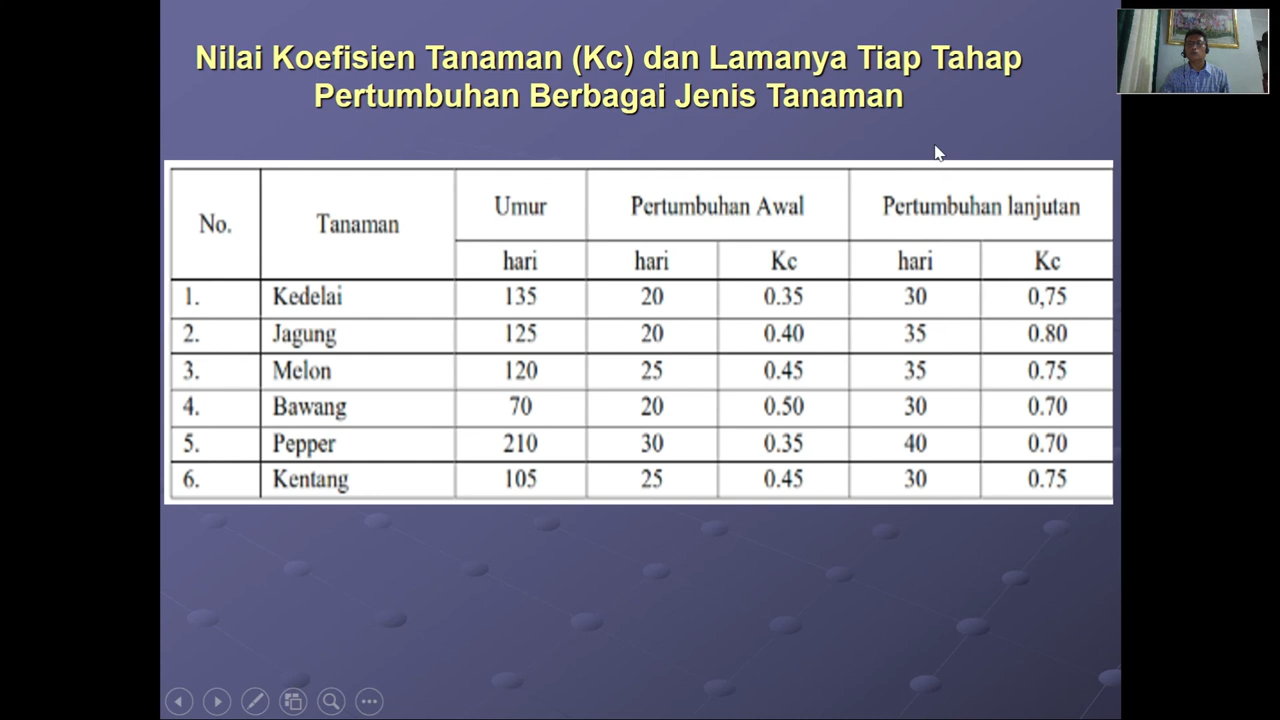 Nilai Koefisien Tanaman (Kc) dan Lamanya Tiap Tahap
Pertumbuhan Berbagai Jenis Tanaman
No. Tanaman Umur Pertumbuhan Awal Pertumbuhan lanjutan
hari hari Kc hari Kc
1. Kedelai 135 20 0.35 30 0,75
2. Jagung 125 20 0.40 35 0.80
3. Melon 120 25 0.45 35 0.75
4. Bawang 70 20 0.50 30 0.70
5. Pepper 210 30 0.35 40 0.70
6. Kentang 105 25 0.45 30 0.75